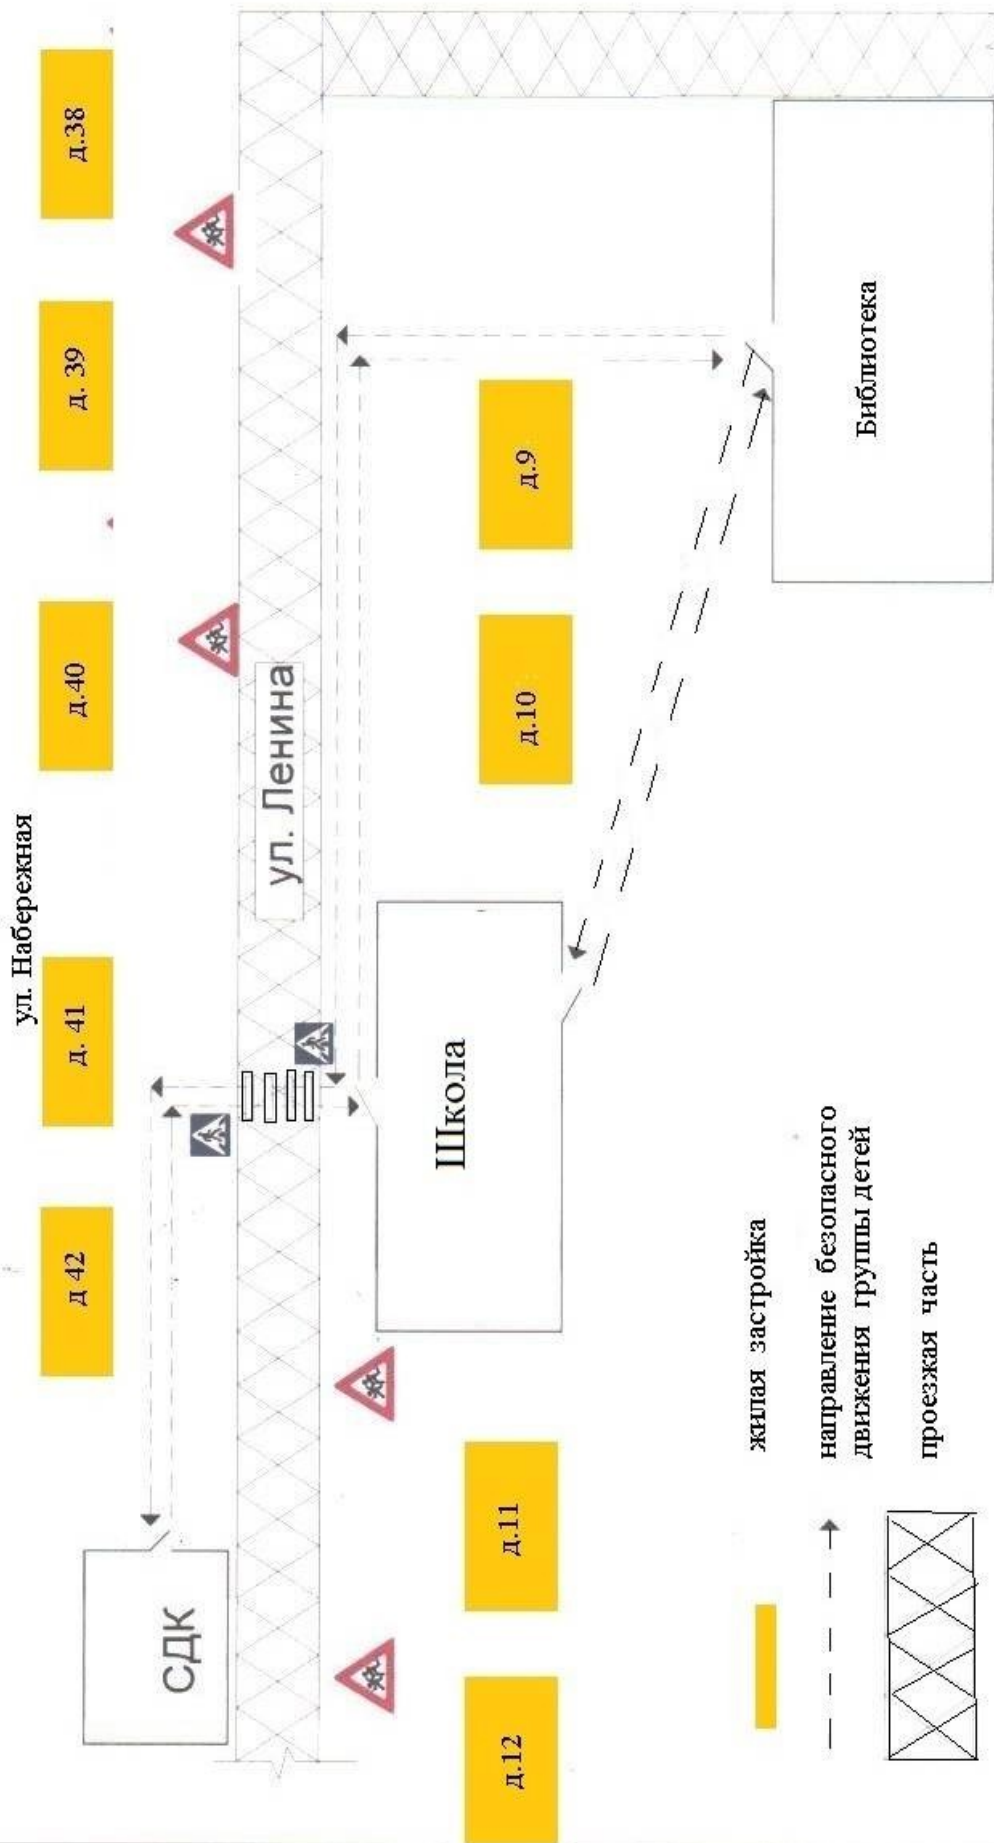 ул. Набережная
д 42
д. 41
д.40
д. 39
д.38
СДК
ул. Ленина
Школа
д.12
д.11
д.10
д.9
Библиотека
жилая застройка
направление безопасного
движения группы детей
проезжая часть